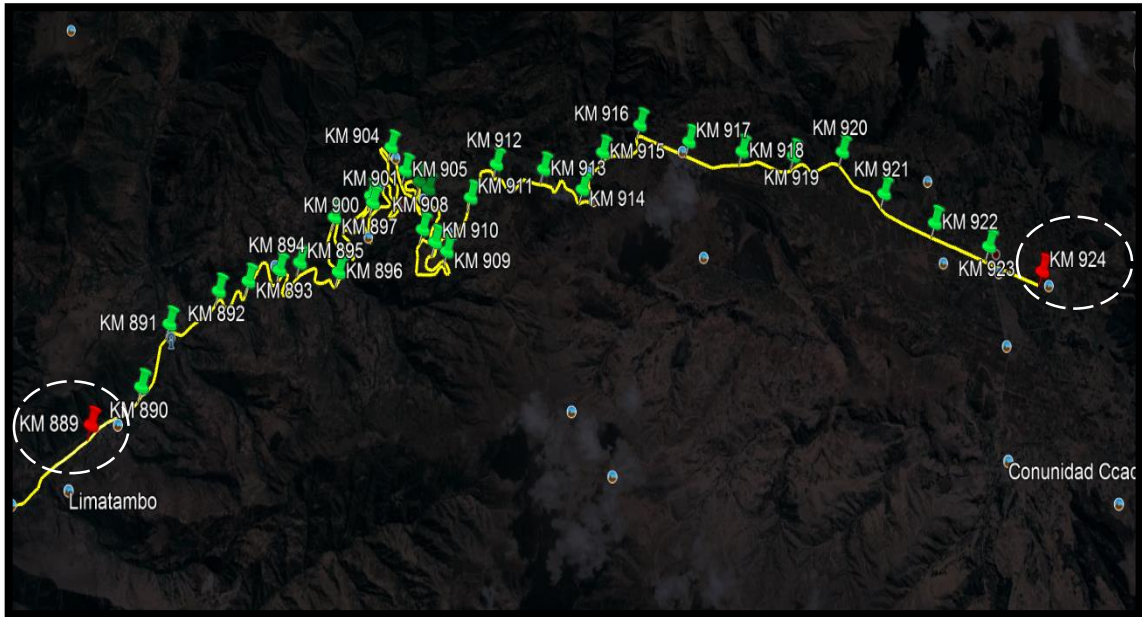 KM 916
KM 904
KM 912
KM 917
KM 920
KM 905
KM 913
KM 915
KM 918
KM 919
KM 901
KM 911
KM 914
KM 921
KM 900
KM 908
KM 897
KM 910
KM 922
KM 894
KM 895
KM 909
KM 924
KM 896
KM 923
KM 893
KM 891
KM 892
KM 889
KM 890
Conunidad Ccac
Limatambo